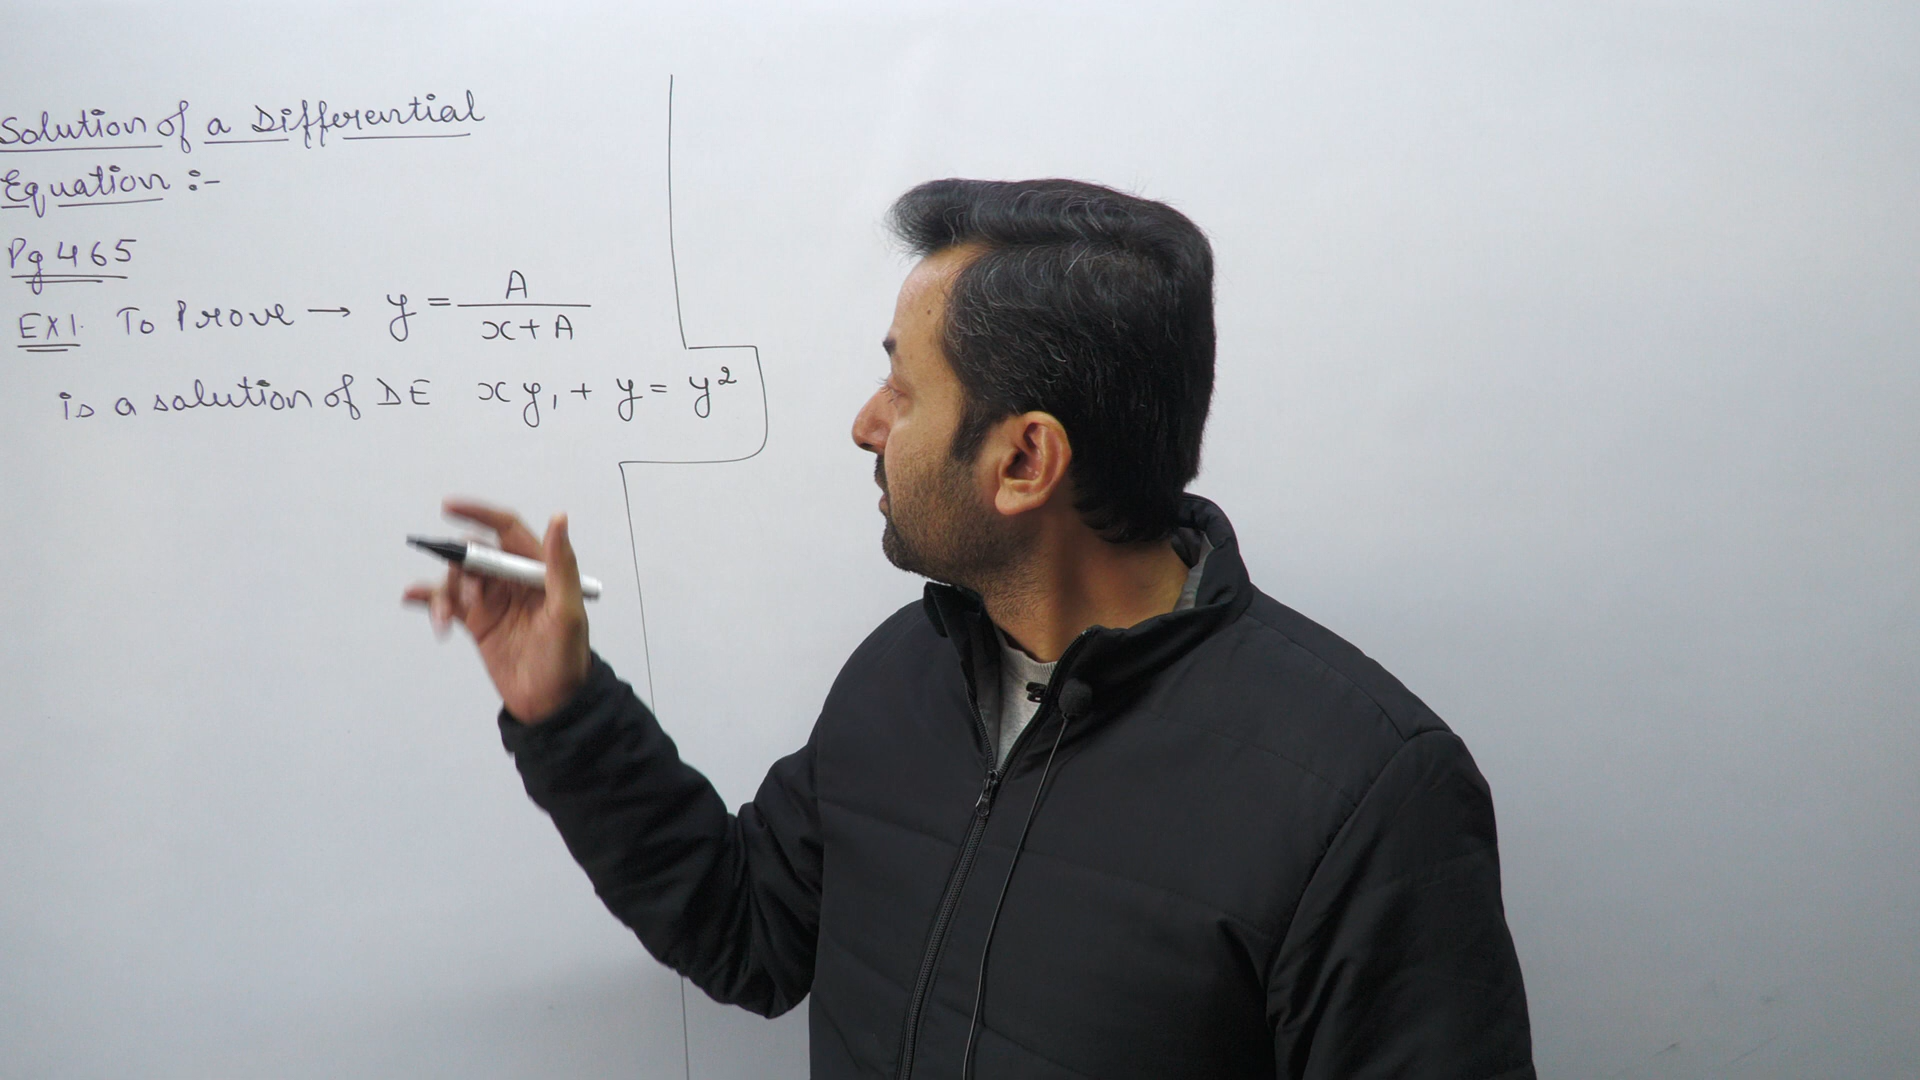 Solution of a Differential
Equation :-
Pg 465
EX1. To Prove → y = A / x + A
is a solution of DE xy₁ + y = y²